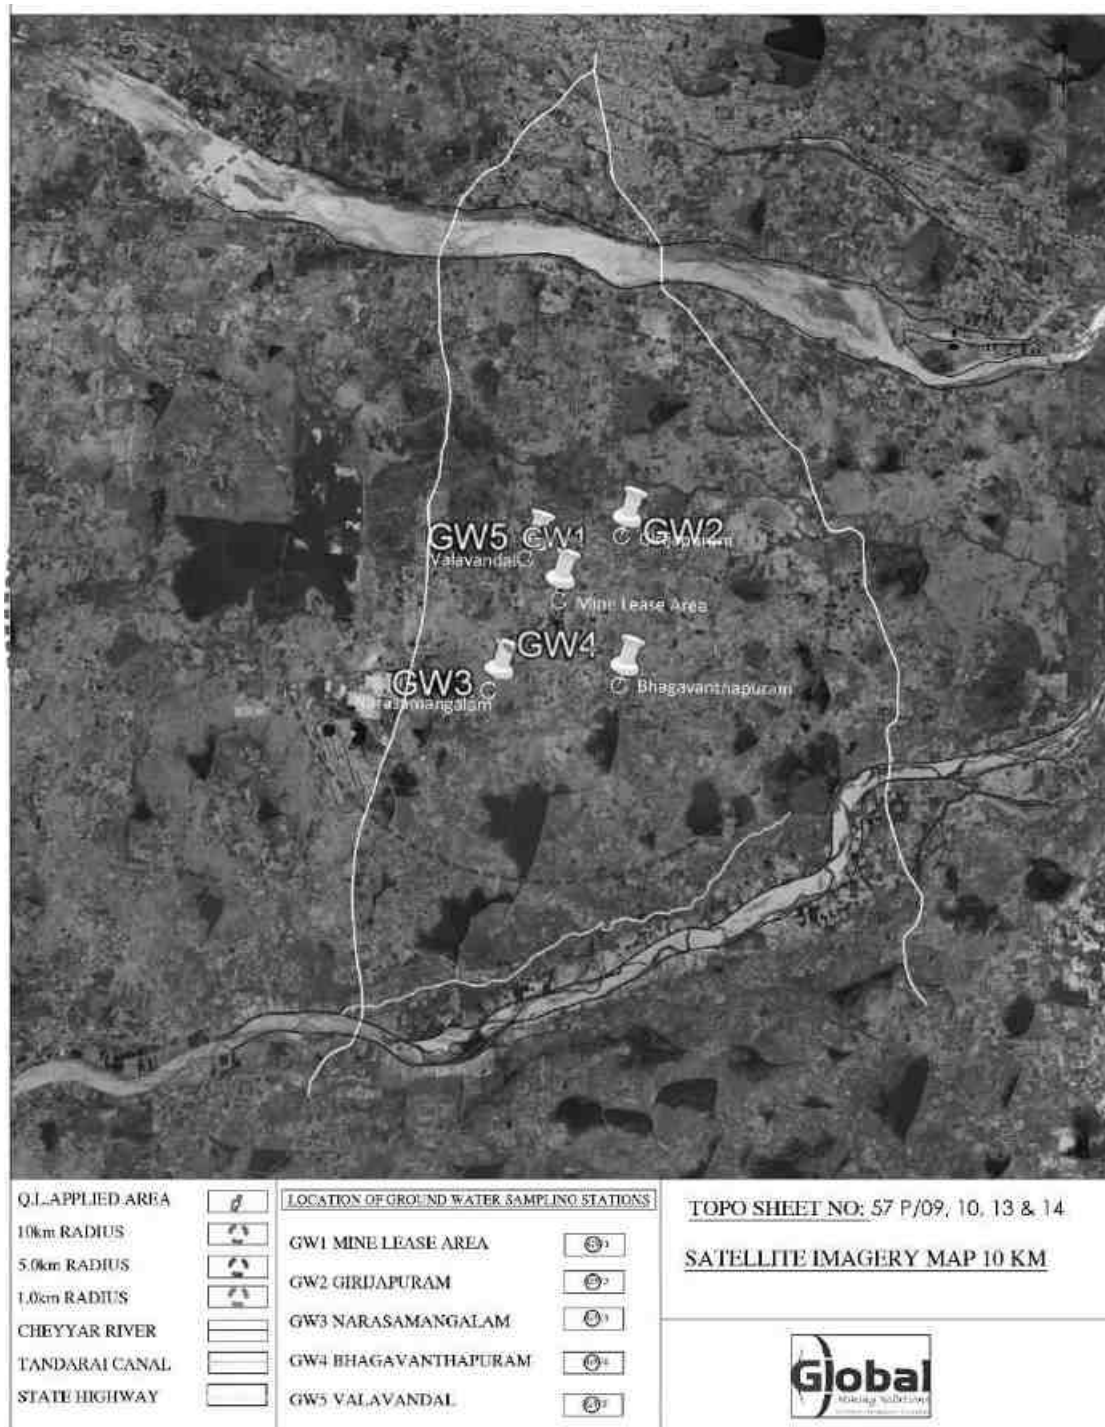 GW5 GW1 GW2
Valavandal
Mine Lease Area
GW4
GW3 Bhagavanthapuram
Narasamangalam
Q.L.APPLIED AREA
10km RADIUS
5.0km RADIUS
1.0km RADIUS
CHEYYAR RIVER
TANDARAI CANAL
STATE HIGHWAY
LOCATION OF GROUND WATER SAMPLING STATIONS
GW1 MINE LEASE AREA
GW2 GIRIJAPURAM
GW3 NARASAMANGALAM
GW4 BHAGAVANTHAPURAM
GW5 VALAVANDAL
TOPO SHEET NO: 57 P/09, 10, 13 & 14
SATELLITE IMAGERY MAP 10 KM
Global
Mining Solutions